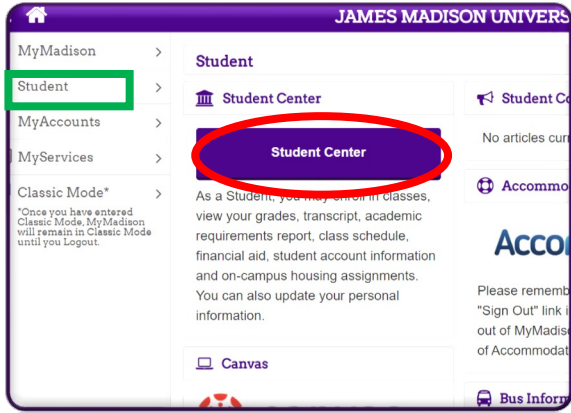 JAMES MADISON UNIVERS
MyMadison
Student
MyAccounts
MyServices
Classic Mode*
*Once you have entered
Classic Mode, MyMadison
will remain in Classic Mode
until you Logout.
Student
Student Center
Student Center
As a Student, you may enroll in classes,
view your grades, transcript, academic
requirements report, class schedule,
financial aid, student account information
and on-campus housing assignments.
You can also update your personal
information.
Canvas
Student Co
No articles curr
Accommo
Acco
Please rememb
"Sign Out" link i
out of MyMadis
of Accommodat
Bus Inform